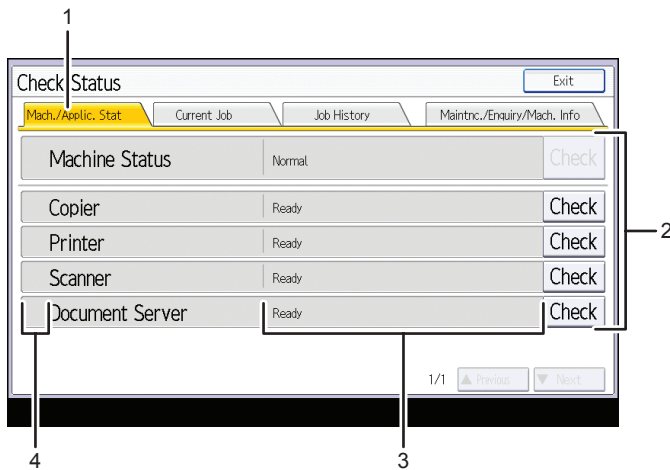 1
Check Status Exit
Mach./Applic. Stat Current Job Job History Maintnc./Enquiry/Mach. Info
Machine Status Normal Check
Copier Ready Check
Printer Ready Check
Scanner Ready Check
Document Server Ready Check
2
1/1 ▲ Previous ▼ Next
4 3